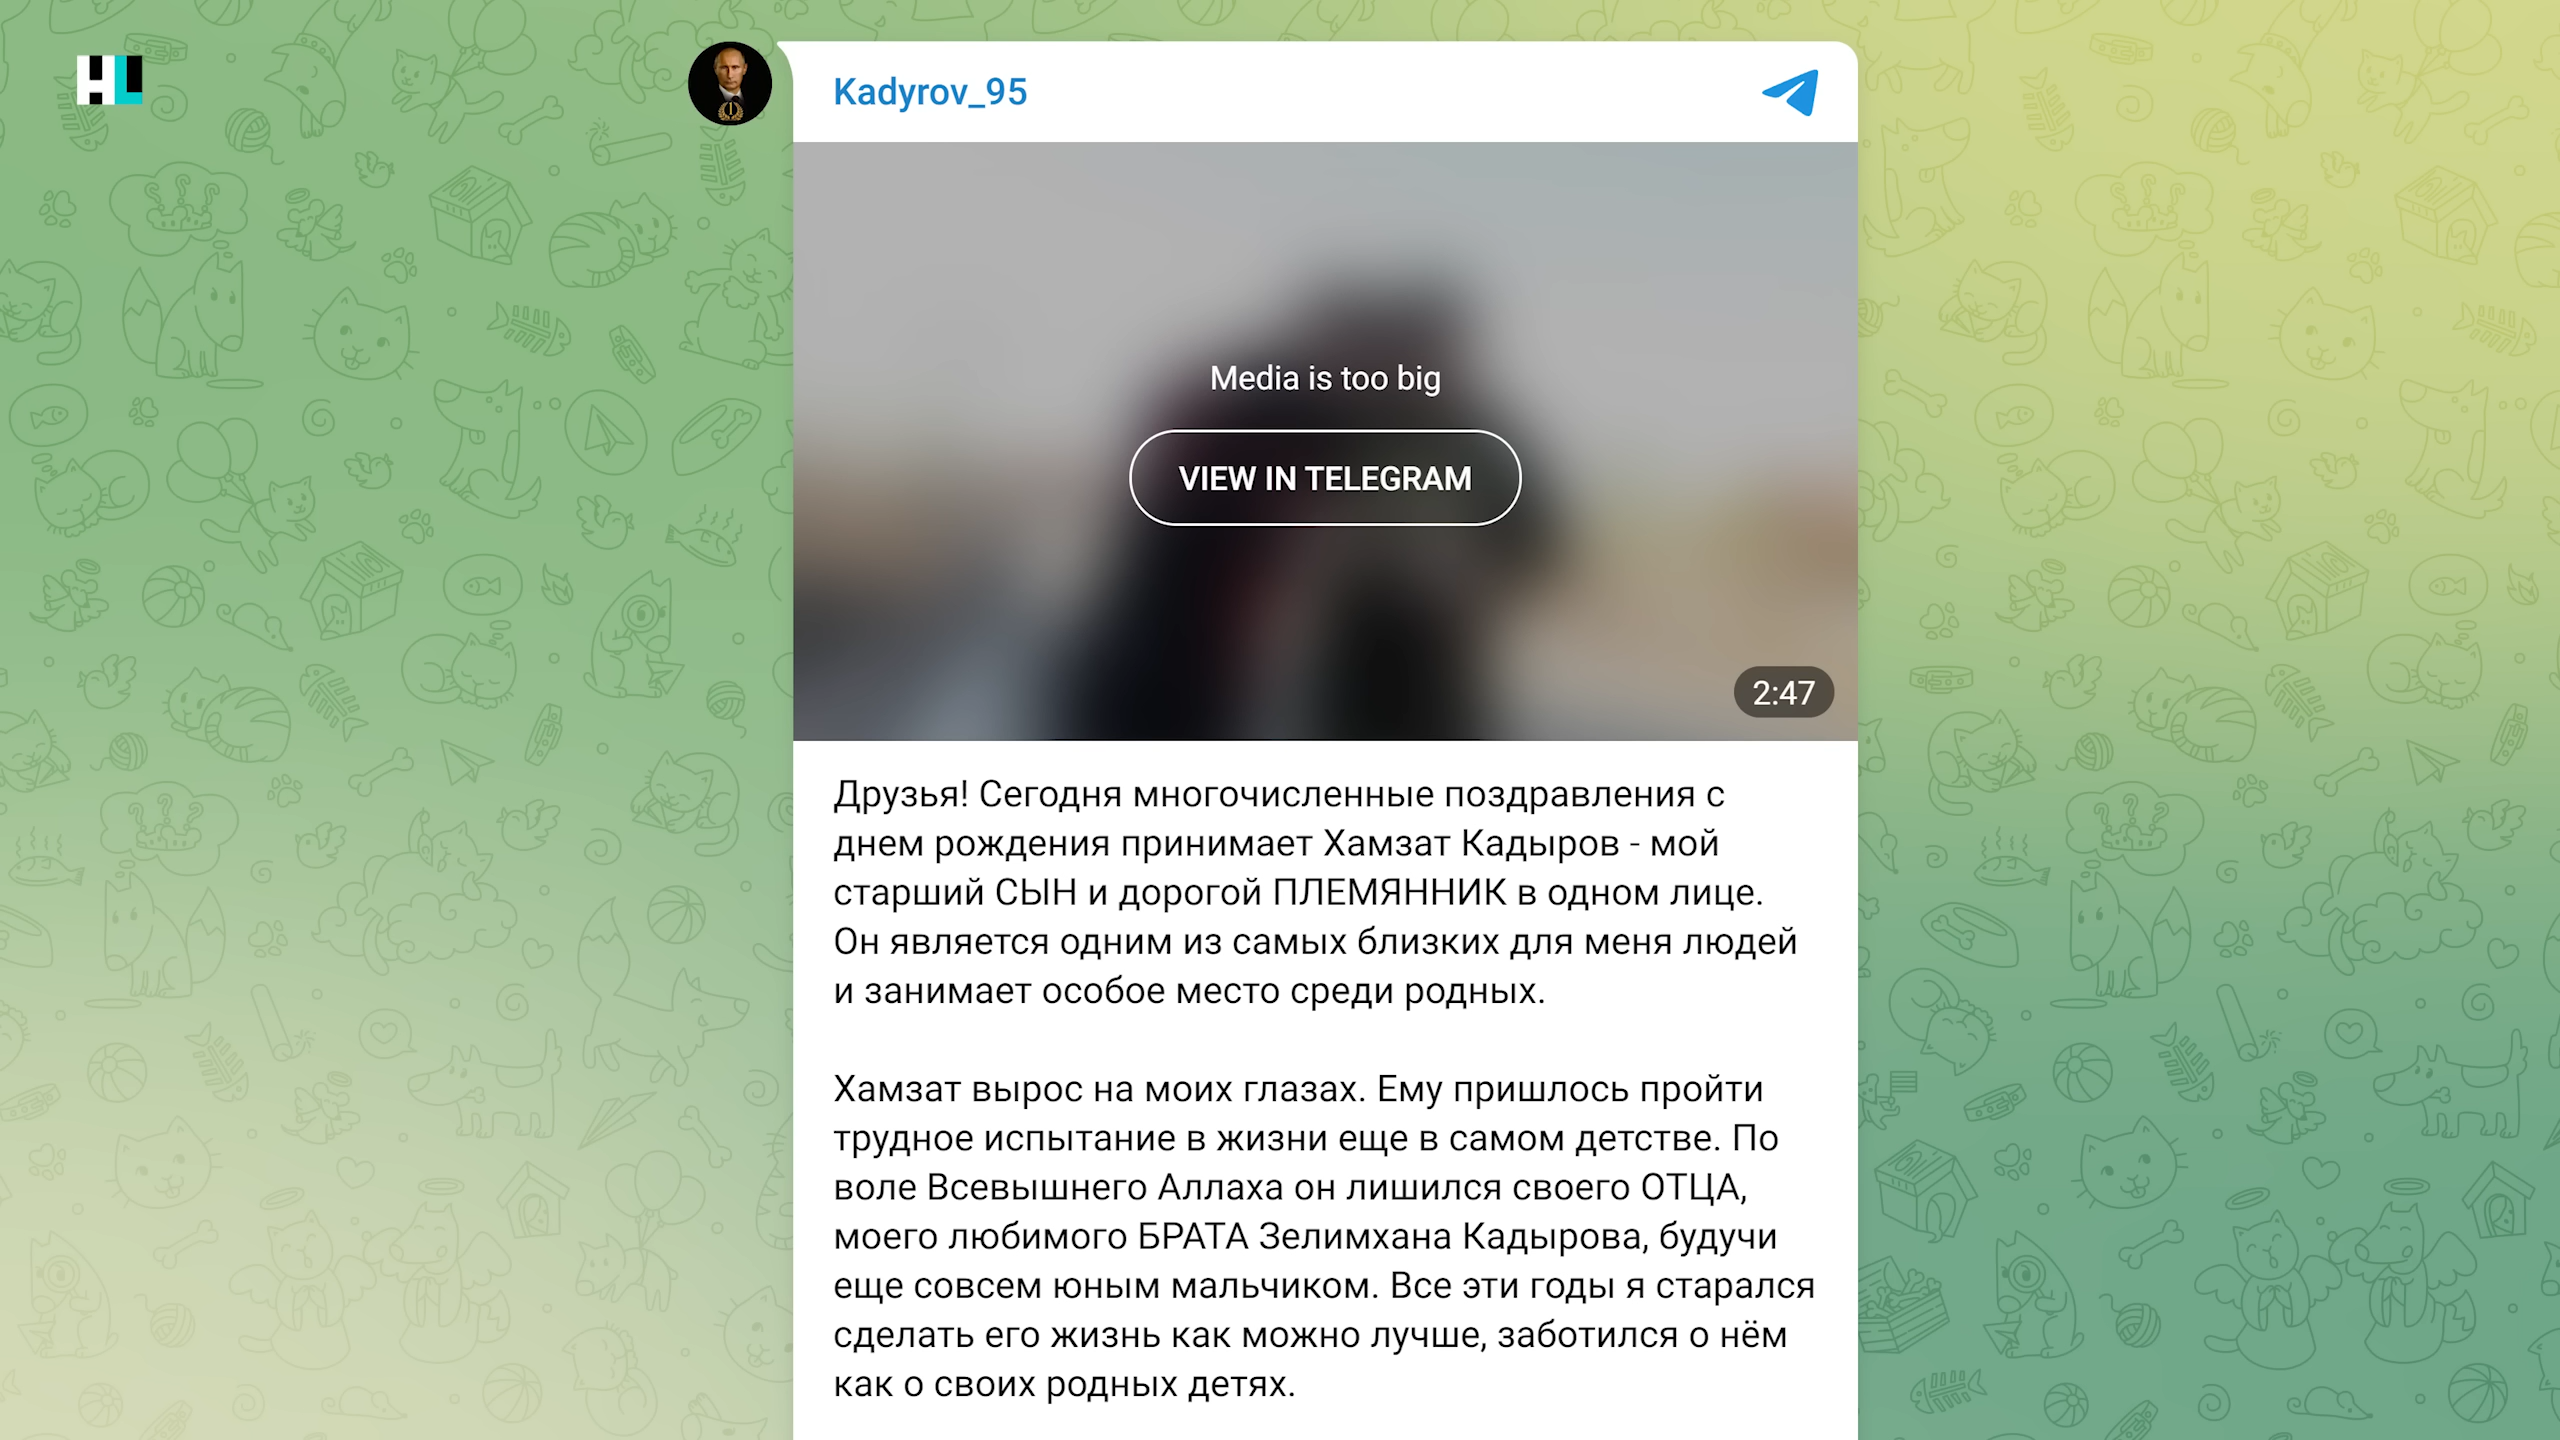 HL
Kadyrov_95
Media is too big
VIEW IN TELEGRAM
2:47
Друзья! Сегодня многочисленные поздравления с
днем рождения принимает Хамзат Кадыров - мой
старший СЫН и дорогой ПЛЕМЯННИК в одном лице.
Он является одним из самых близких для меня людей
и занимает особое место среди родных.
Хамзат вырос на моих глазах. Ему пришлось пройти
трудное испытание в жизни еще в самом детстве. По
воле Всевышнего Аллаха он лишился своего ОТЦА,
моего любимого БРАТА Зелимхана Кадырова, будучи
еще совсем юным мальчиком. Все эти годы я старался
сделать его жизнь как можно лучше, заботился о нём
как о своих родных детях.